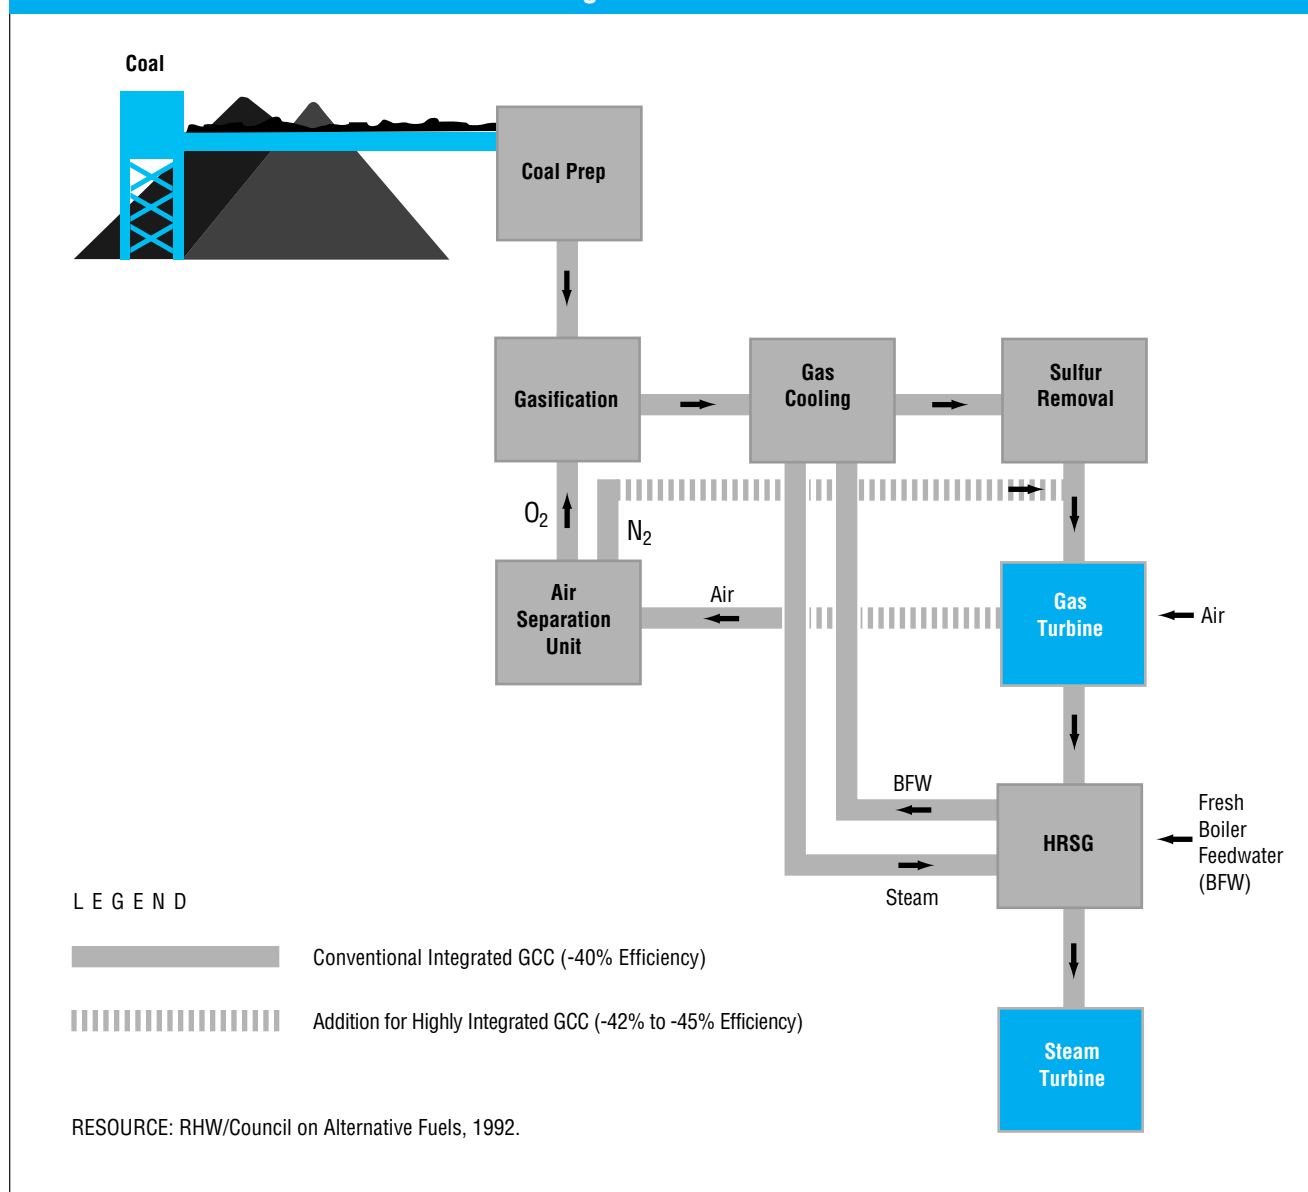 Coal
Coal Prep
Gasification
Gas
Cooling
Sulfur
Removal
O2
N2
Air
Separation
Unit
Air
Gas
Turbine
Air
BFW
HRSG
Fresh
Boiler
Feedwater
(BFW)
Steam
LEGEND
Conventional Integrated GCC (-40% Efficiency)
Addition for Highly Integrated GCC (-42% to -45% Efficiency)
Steam
Turbine
RESOURCE: RHW/Council on Alternative Fuels, 1992.